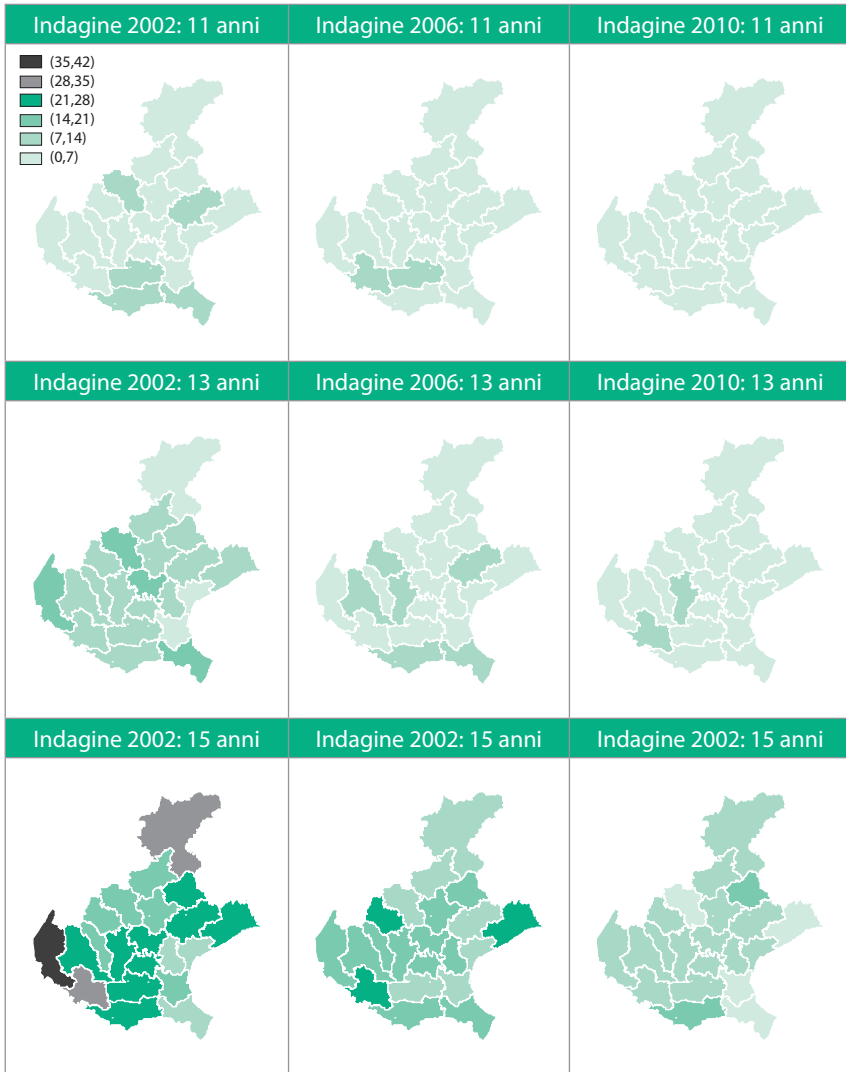 Indagine 2002: 11 anni
Indagine 2006: 11 anni
Indagine 2010: 11 anni
(35,42)
(28,35)
(21,28)
(14,21)
(7,14)
(0,7)
Indagine 2002: 13 anni
Indagine 2006: 13 anni
Indagine 2010: 13 anni
Indagine 2002: 15 anni
Indagine 2002: 15 anni
Indagine 2002: 15 anni